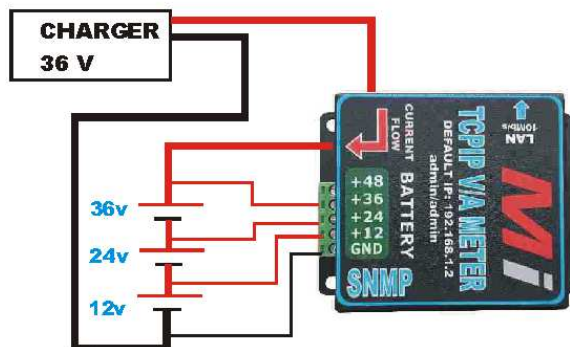 CHARGER
36 V
36v
24v
12v
CURRENT
FLOW
+48
+36
+24
+12
GND
BATTERY
SNMP
TCPIP V/A METER
DEFAULT IP: 192.168.1.2
admin/admin
Mi
LAN
10Mb/s